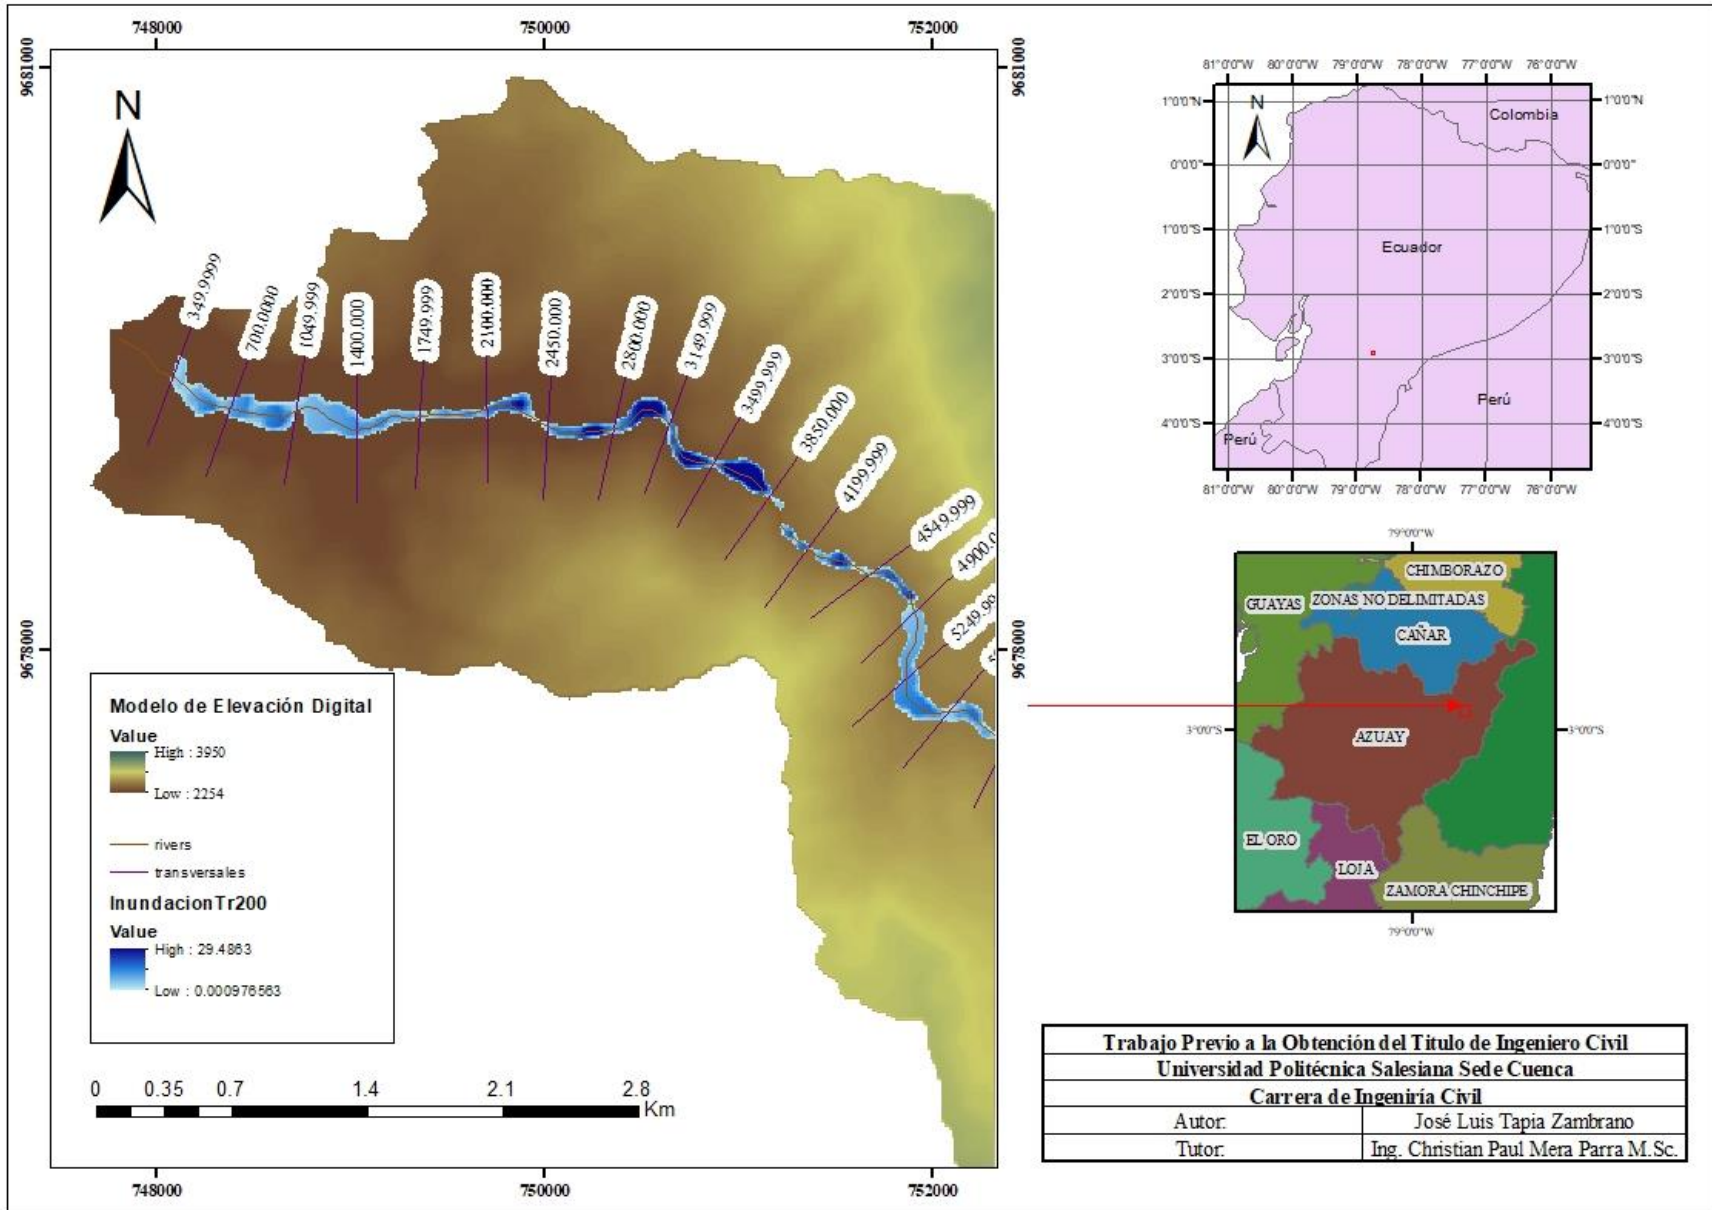 748000
750000
752000
9681000
9681000
N
349.9999
700.0000
1049.999
1400.000
1749.999
2100.000
2450.000
2800.000
3149.999
3499.999
3850.000
4199.999
4549.999
4900.0
5249.99
9678000
9678000
Modelo de Elevación Digital
Value
High : 3950
Low : 2254
rivers
transversales
InundacionTr200
Value
High : 29.4863
Low : 0.000976563
0 0.35 0.7 1.4 2.1 2.8
Km
748000
750000
752000
81°0'0"W 80°0'0"W 79°0'0"W 78°0'0"W 77°0'0"W 76°0'0"W
N
1°0'0"N
1°0'0"N
Colombia
0°0'0"
0°0'0"
1°0'0"S
1°0'0"S
Ecuador
2°0'0"S
2°0'0"S
3°0'0"S
3°0'0"S
Perú
4°0'0"S
4°0'0"S
Perú
81°0'0"W 80°0'0"W 79°0'0"W 78°0'0"W 77°0'0"W 76°0'0"W
79°0'0"W
CHIMBORAZO
GUAYAS
ZONAS NO DELIMITADAS
CAÑAR
3°0'0"S
3°0'0"S
AZUAY
EL ORO
LOJA
ZAMORA CHINCHIPE
79°0'0"W
Trabajo Previo a la Obtención del Titulo de Ingeniero Civil
Universidad Politécnica Salesiana Sede Cuenca
Carrera de Ingeniría Civil
Autor: José Luis Tapia Zambrano
Tutor: Ing. Christian Paul Mera Parra M.Sc.